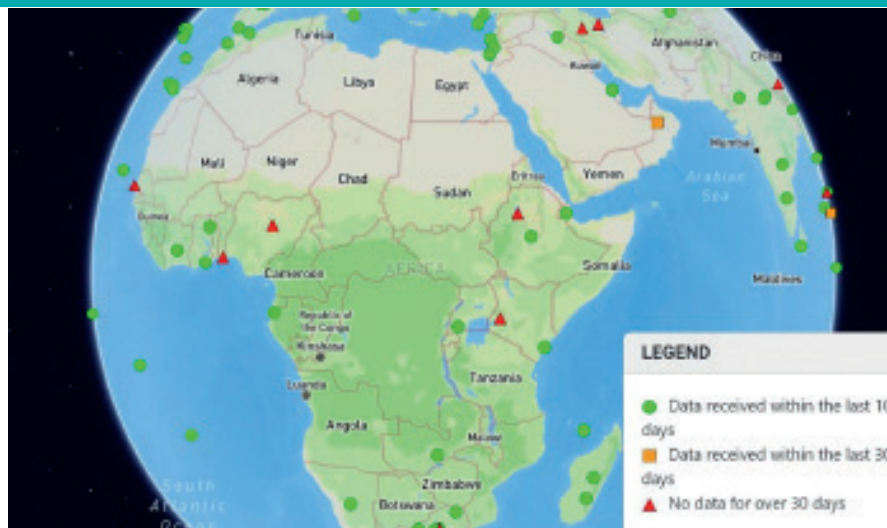 Tunisia
Afghanistan
China
Algeria
Libya
Egypt
Kuwait
Mumbai
Mali
Niger
Chad
Sudan
Eritrea
Yemen
Arabian
Sea
Guinea
Cameroon
AFRICA
Somalia
Maldives
Republic of
the Congo
Kinshasa
Luanda
Tanzania
Angola
Malawi
Zimbabwe
Botswana
South
Atlantic
Ocean
LEGEND
Data received within the last 10
days
Data received within the last 30
days
No data for over 30 days